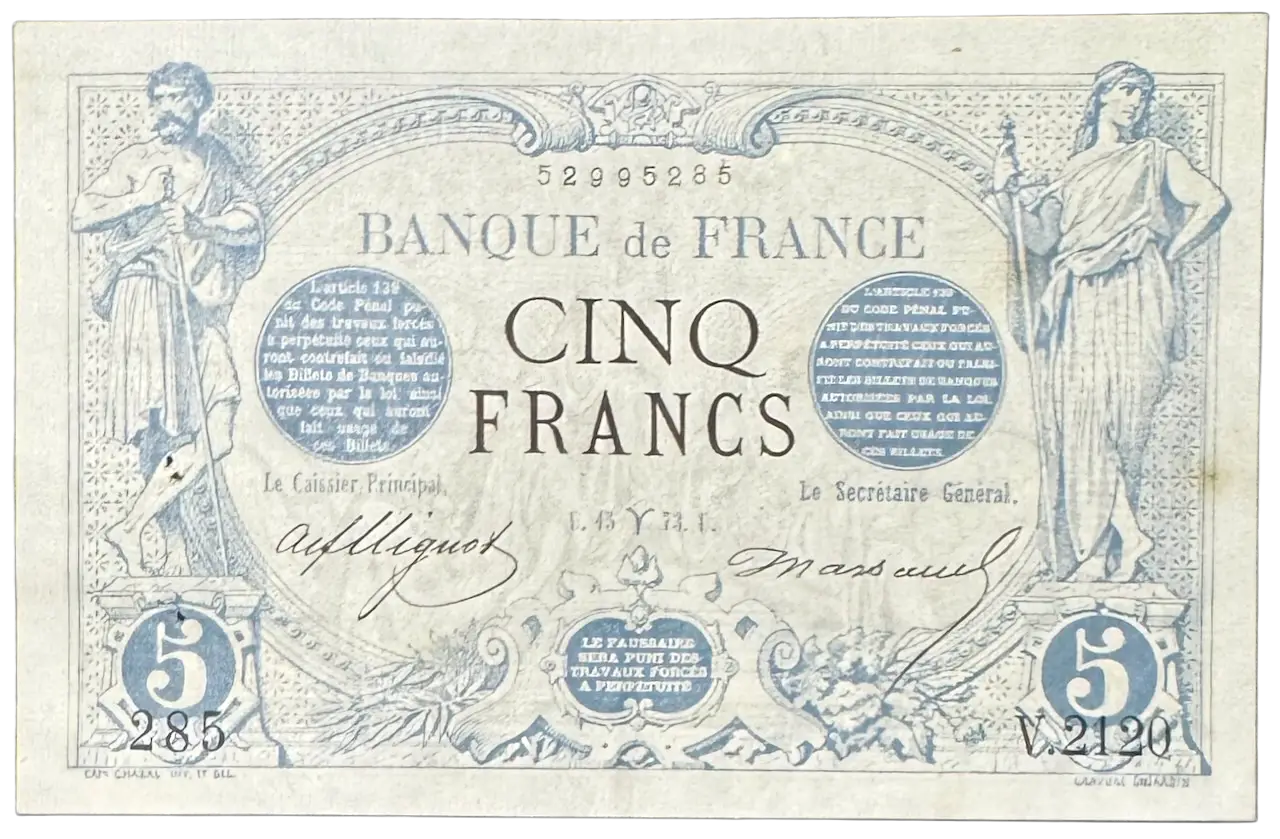 52995285
BANQUE de FRANCE
CINQ
FRANCS
L'article 139
du Code Pénal pu-
nit des travaux forcés
à perpétuité ceux qui au-
ront contrefait ou falsifié
les Billets de Banques au-
torisées par la loi, ainsi
que ceux qui auront
fait usage de
ces Billets.
L'ARTICLE 139
DU CODE PÉNAL PU-
NIT DES TRAVAUX FORCÉS
A PERPÉTUITÉ CEUX QUI AU-
RONT CONTREFAIT OU FALSI-
FIÉ LES BILLETS DE BANQUES
AUTORISÉES PAR LA LOI,
AINSI QUE CEUX QUI AU-
RONT FAIT USAGE DE
CES BILLETS.
Le Caissier Principal,
Le Secrétaire Général,
73.
LE FAUSSAIRE
SERA PUNI DES
TRAVAUX FORCÉS
A PERPÉTUITÉ
5
285
5
V.2120
CHAZAL INV. ET DEL.